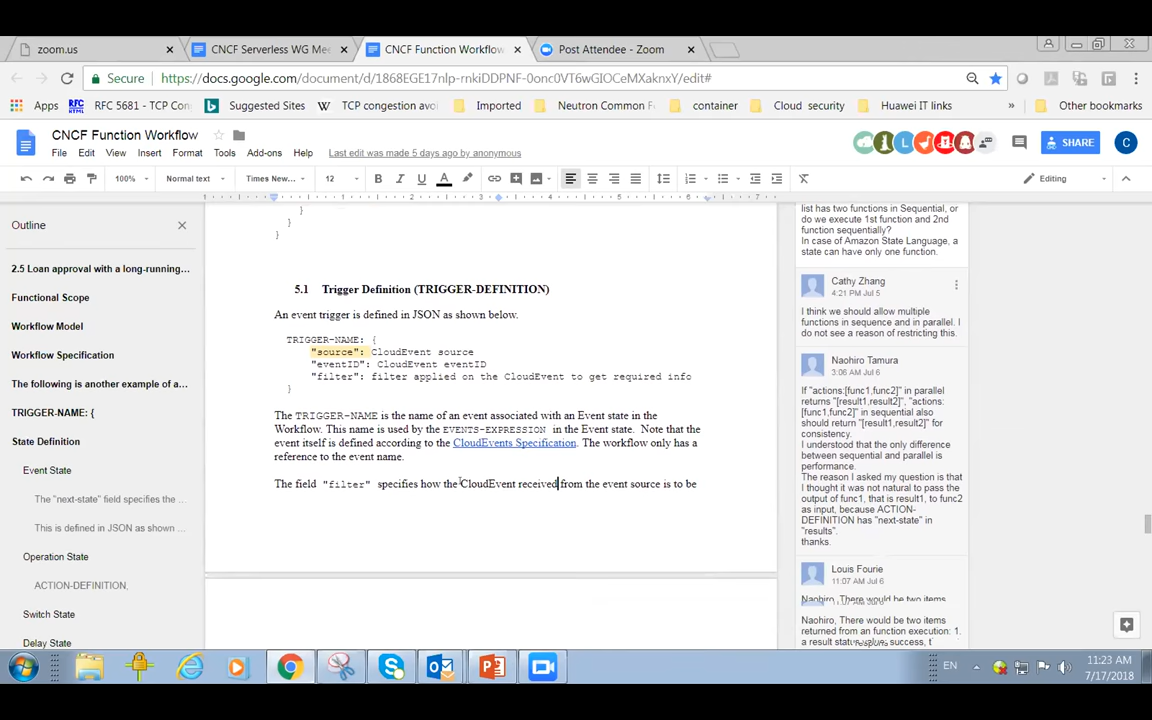 zoom.us
CNCF Serverless WG Mee
CNCF Function Workflow
Post Attendee - Zoom
Secure
https://docs.google.com/document/d/1868EGE17nlp-rnkiDDPNF-0onc0VT6wGIOCeMXaknxY/edit#
Apps
RFC 5681 - TCP Con
Suggested Sites
TCP congestion avoi
Imported
Neutron Common F
container
Cloud security
Huawei IT links
»
Other bookmarks
CNCF Function Workflow
File Edit View Insert Format Tools Add-ons Help
Last edit was made 5 days ago by anonymous
L
SHARE
C
100%
Normal text
Times New...
12
B I U A
Editing
1 2 3 4 5 6 7
Outline
2.5 Loan approval with a long-running...
Functional Scope
Workflow Model
Workflow Specification
The following is another example of a...
TRIGGER-NAME: {
State Definition
Event State
The "next-state" field specifies the ...
This is defined in JSON as shown ...
Operation State
ACTION-DEFINITION,
Switch State
Delay State
}
}
}
5.1 Trigger Definition (TRIGGER-DEFINITION)
An event trigger is defined in JSON as shown below.
TRIGGER-NAME: {
"source": CloudEvent source
"eventID": CloudEvent eventID
"filter": filter applied on the CloudEvent to get required info
}
The TRIGGER-NAME is the name of an event associated with an Event state in the
Workflow. This name is used by the EVENTS-EXPRESSION in the Event state. Note that the
event itself is defined according to the CloudEvents Specification. The workflow only has a
reference to the event name.
The field "filter" specifies how the CloudEvent received from the event source is to be
list has two functions in Sequential, or
do we execute 1st function and 2nd
function sequentially?
In case of Amazon State Language, a
state can have only one function.
Cathy Zhang
4:21 PM Jul 5
I think we should allow multiple
functions in sequence and in parallel. I
do not see a reason of restricting this.
Naohiro Tamura
3:06 AM Jul 6
If "actions:[func1,func2]" in parallel
returns "[result1,result2]", "actions:
[func1,func2]" in sequential also
should return "[result1,result2]" for
consistency.
I understood that the only difference
between sequential and parallel is
performance.
The reason I asked my question is that
I thought it was not natural to pass the
output of func1, that is result1, to func2
as input, because ACTION-
DEFINITION has "next-state" in
"results".
thanks.
Louis Fourie
11:07 AM Jul 6
Naohiro, There would be two items
returned from an function execution: 1.
a result status value, success,
EN
11:23 AM
7/17/2018